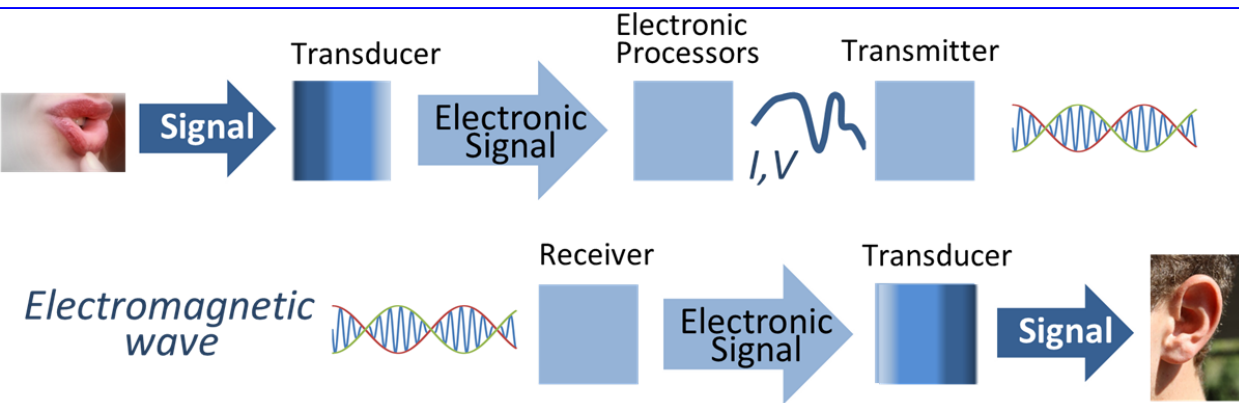 Transducer
Electronic
Processors
Transmitter
Signal
Electronic
Signal
I,V
Receiver
Transducer
Electromagnetic
wave
Electronic
Signal
Signal